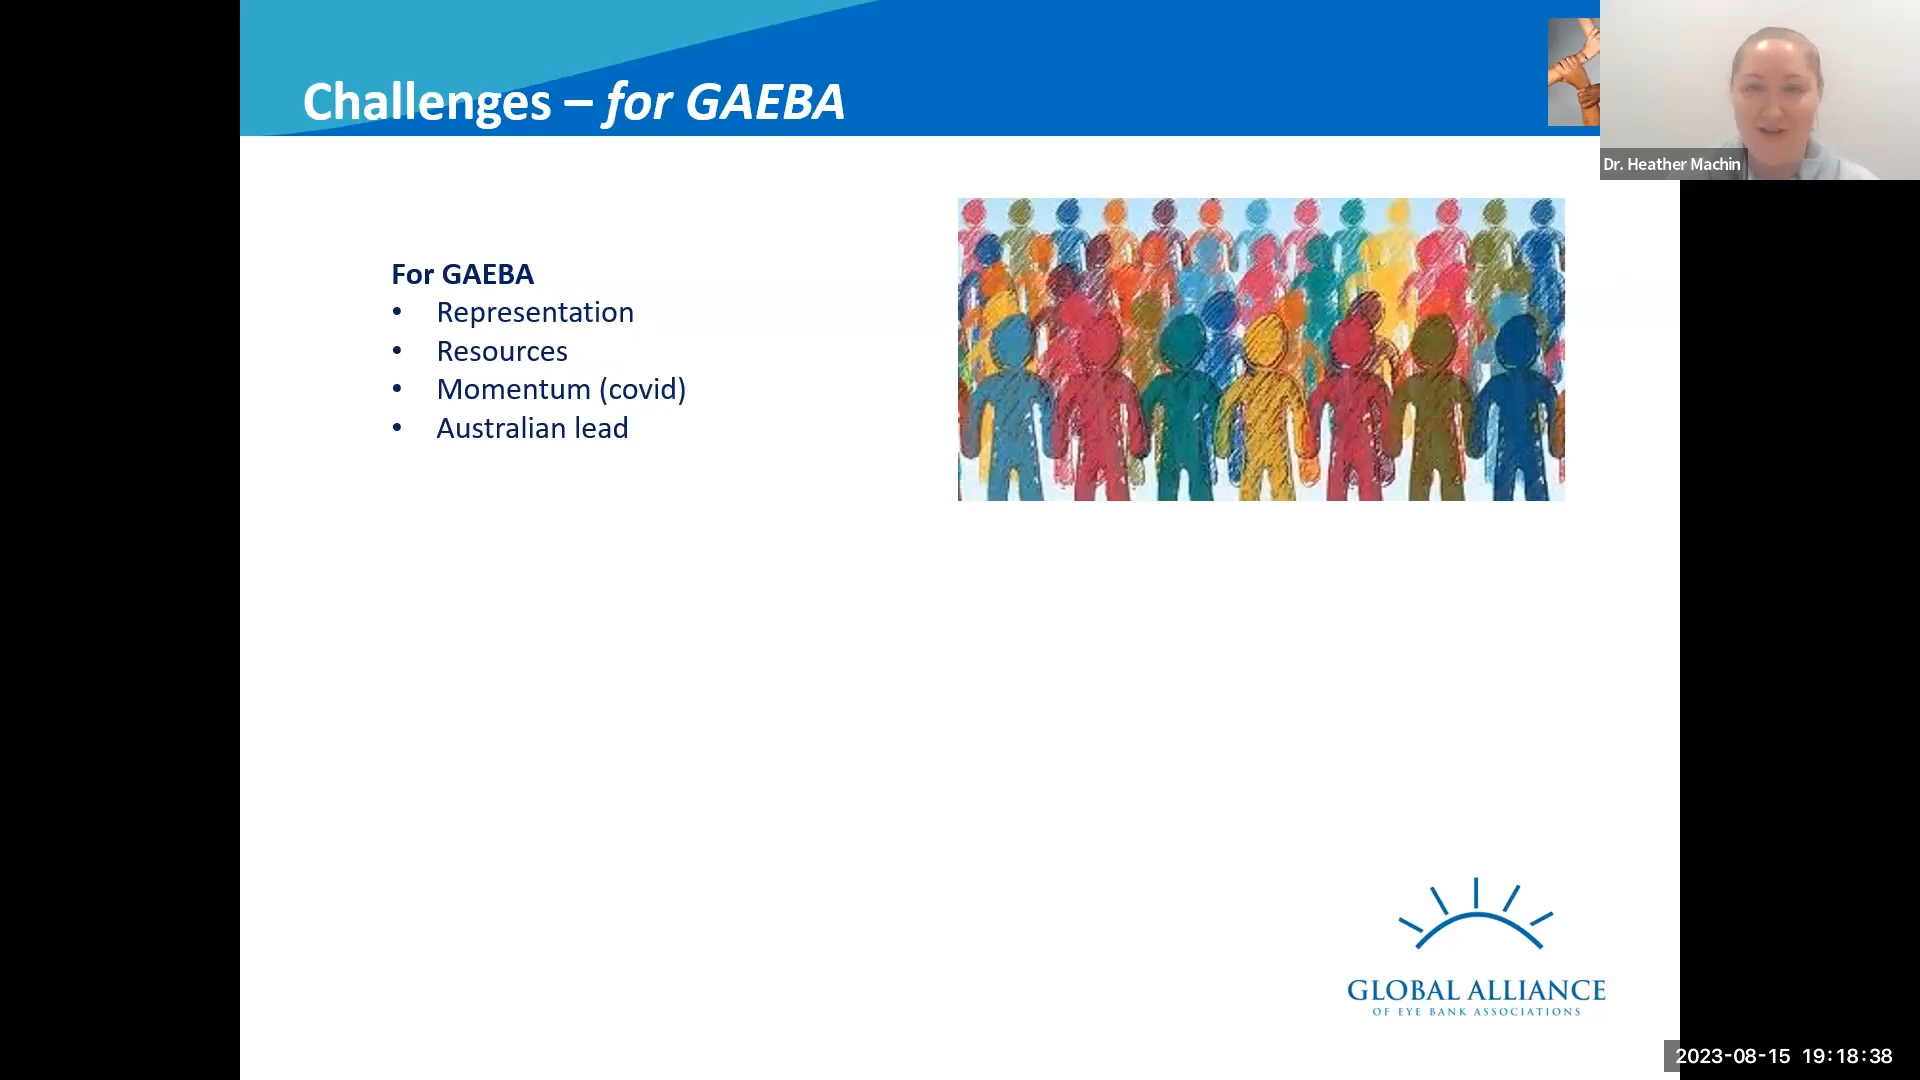 Challenges – for GAEBA
Dr. Heather Machin
For GAEBA
• Representation
• Resources
• Momentum (covid)
• Australian lead
GLOBAL ALLIANCE
OF EYE BANK ASSOCIATIONS
2023-08-15 19:18:38